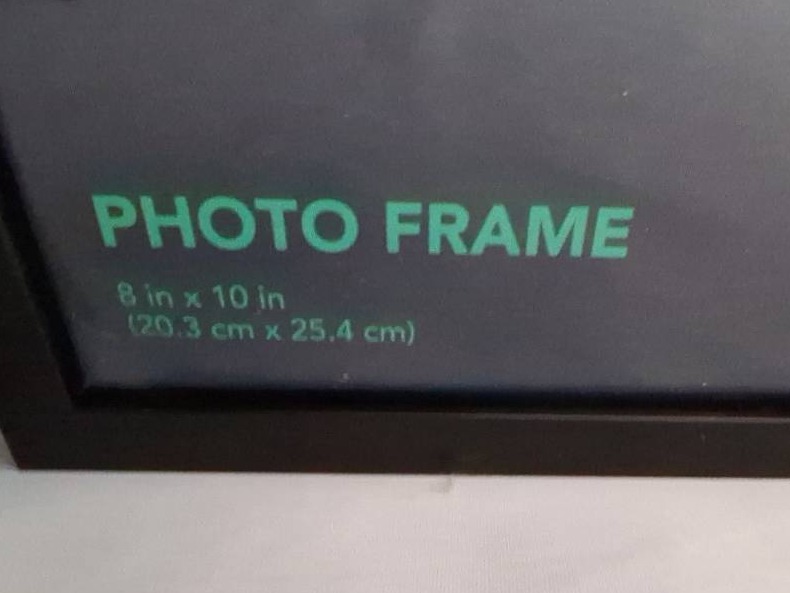 PHOTO FRAME
8 in x 10 in
(20.3 cm x 25.4 cm)